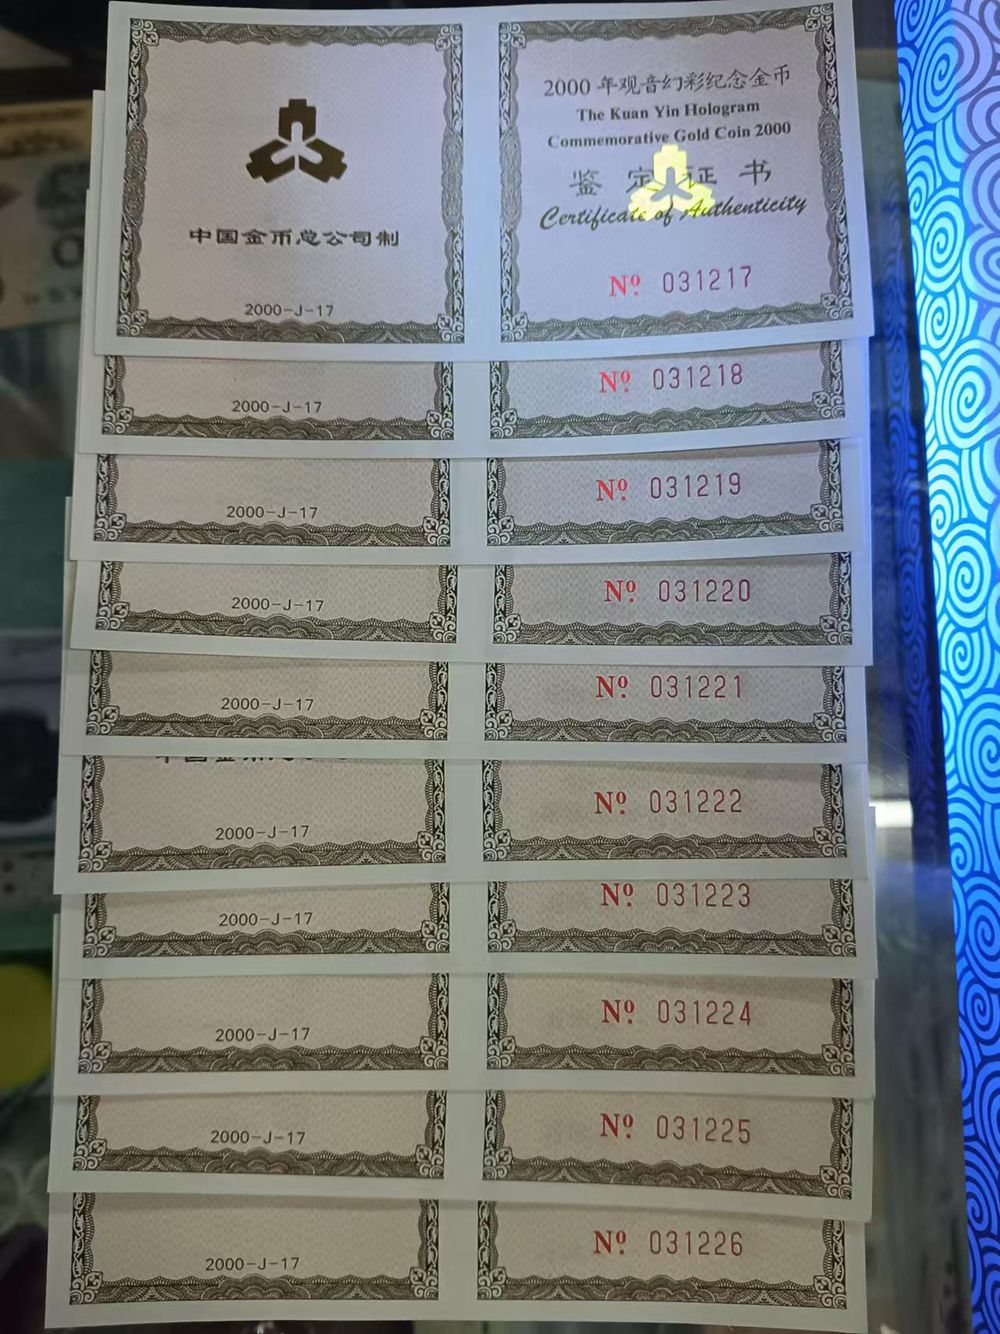 中国金币总公司制
2000-J-17
2000年观音幻彩纪念金币
The Kuan Yin Hologram
Commemorative Gold Coin 2000
鉴定证书
Certificate of Authenticity
Nº 031217
2000-J-17
Nº 031218
2000-J-17
Nº 031219
2000-J-17
Nº 031220
2000-J-17
Nº 031221
2000-J-17
Nº 031222
2000-J-17
Nº 031223
2000-J-17
Nº 031224
2000-J-17
Nº 031225
2000-J-17
Nº 031226